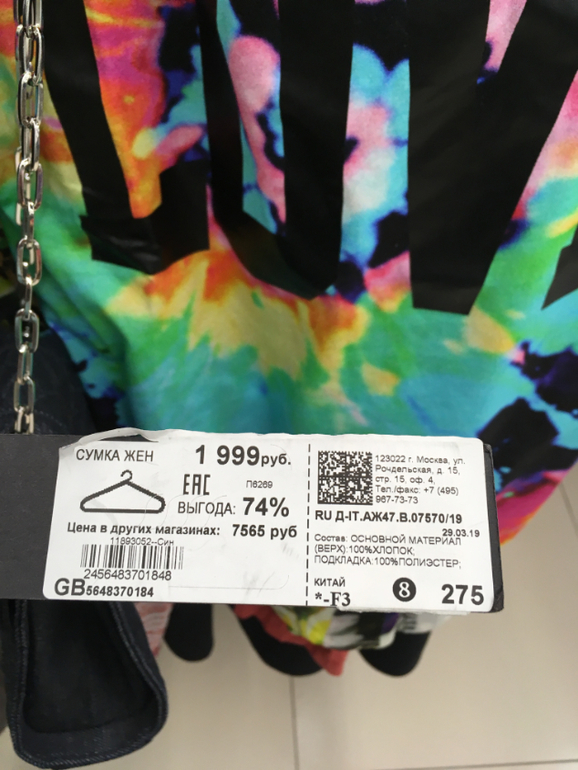 СУМКА ЖЕН
1 999руб.
EAC
П6269
ВЫГОДА: 74%
Цена в других магазинах: 7565 руб
11893052--Син
2456483701848
GB5648370184
123022 г. Москва, ул.
Рочдельская, д. 15,
стр. 15, оф. 4,
Тел./факс: +7 (495)
967-73-73
RU Д-IT.АЖ47.В.07570/19
29.03.19
Состав: ОСНОВНОЙ МАТЕРИАЛ
(ВЕРХ):100%ХЛОПОК;
ПОДКЛАДКА:100%ПОЛИЭСТЕР;
КИТАЙ
*-F3
8
275